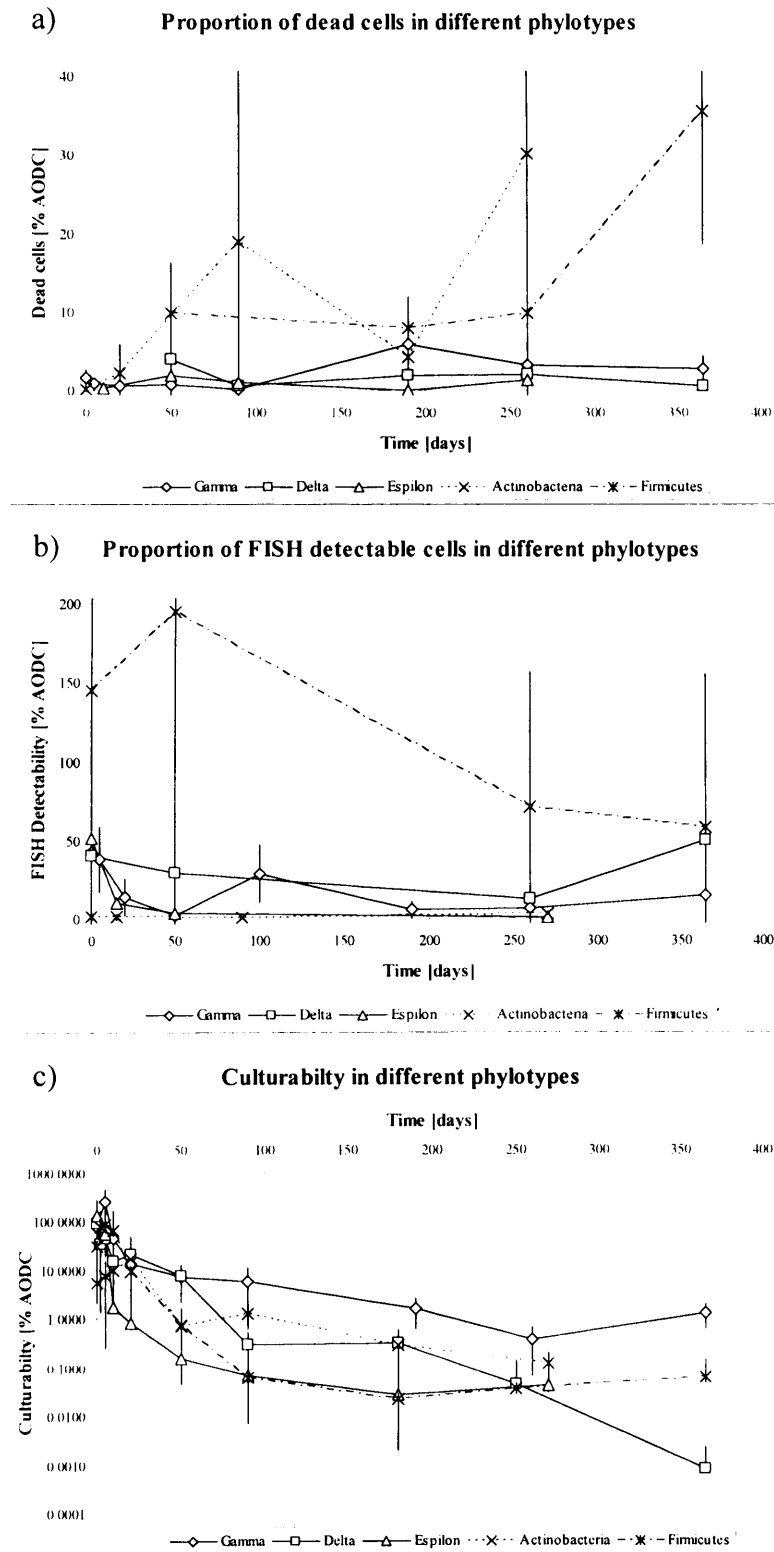 a)
Proportion of dead cells in different phylotypes
40
30
20
10
0
Dead cells [% AODC]
0 50 100 150 200 250 300 350 400
Time [days]
Gamma Delta Espilon Actinobactena Firmicutes
b)
Proportion of FISH detectable cells in different phylotypes
200
150
100
50
0
FISH Detectability [% AODC]
0 50 100 150 200 250 300 350 400
Time [days]
Gamma Delta Espilon Actinobactena Firmicutes
c)
Culturabilty in different phylotypes
Time [days]
0 50 100 150 200 250 300 350 400
1000 0000
100 0000
10 0000
1 0000
0 1000
0 0100
0 0010
0 0001
Culturabilty [% AODC
Gamma Delta Espilon Actinobacteria Firmicutes